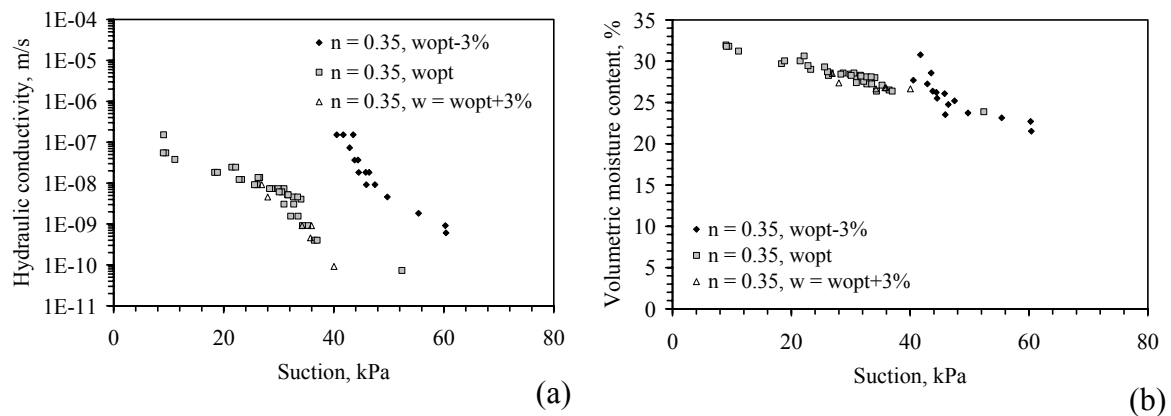 Hydraulic conductivity, m/s
1E-04
1E-05
1E-06
1E-07
1E-08
1E-09
1E-10
1E-11
n = 0.35, wopt-3%
n = 0.35, wopt
n = 0.35, w = wopt+3%
0 20 40 60 80
Suction, kPa
(a)
Volumetric moisture content, %
35
30
25
20
15
10
5
0
n = 0.35, wopt-3%
n = 0.35, wopt
n = 0.35, w = wopt+3%
0 20 40 60 80
Suction, kPa
(b)